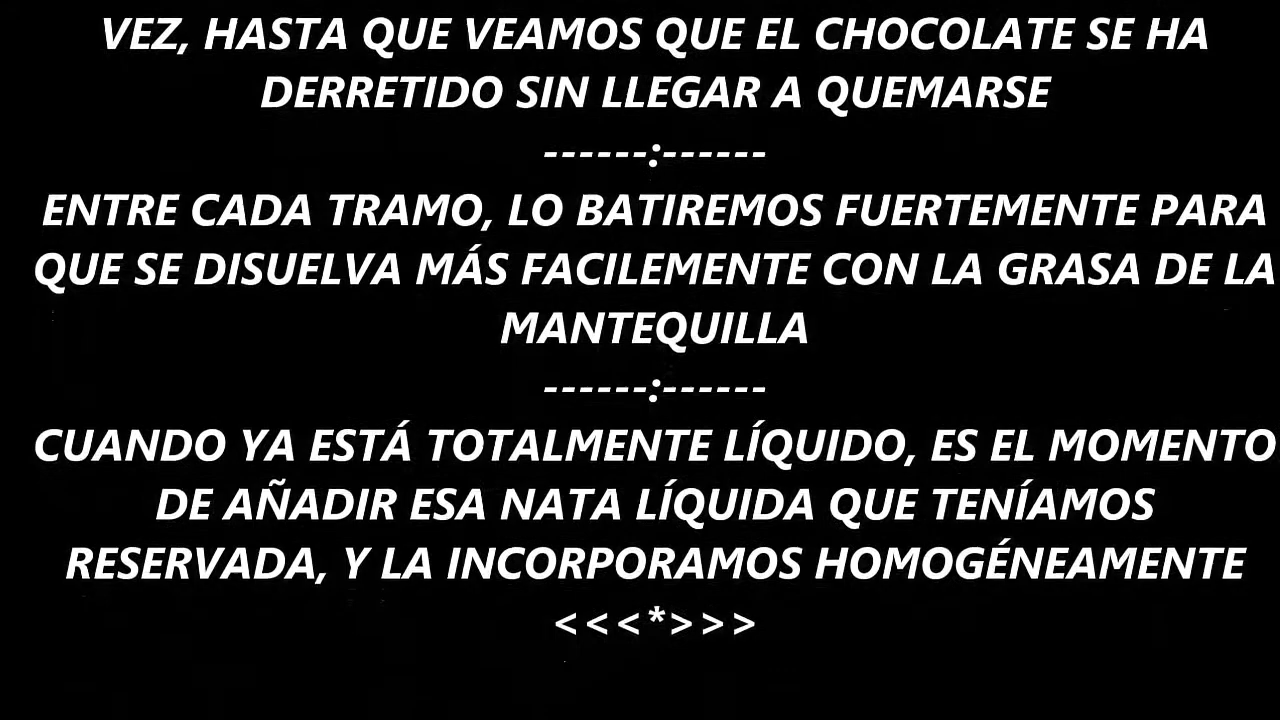 VEZ, HASTA QUE VEAMOS QUE EL CHOCOLATE SE HA
DERRETIDO SIN LLEGAR A QUEMARSE
------:------
ENTRE CADA TRAMO, LO BATIREMOS FUERTEMENTE PARA
QUE SE DISUELVA MÁS FACILEMENTE CON LA GRASA DE LA
MANTEQUILLA
------:------
CUANDO YA ESTÁ TOTALMENTE LÍQUIDO, ES EL MOMENTO
DE AÑADIR ESA NATA LÍQUIDA QUE TENÍAMOS
RESERVADA, Y LA INCORPORAMOS HOMOGÉNEAMENTE
<<<*>>>